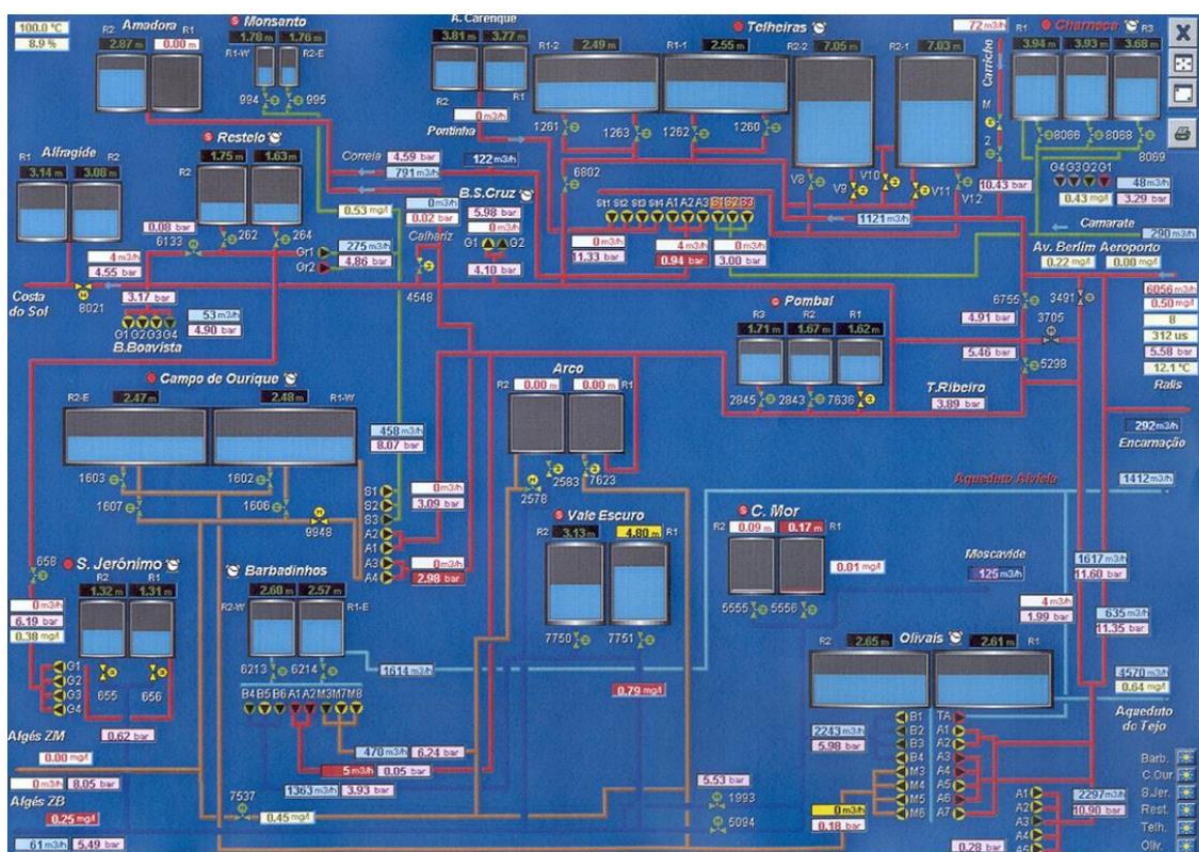 100.0 °C
8.9 %
Amadora
R2 2.87 m 0.00 m R1
Monsanto
1.78 m 1.76 m
R1-W R2-E
994 995
A. Carenque
3.81 m 3.77 m
R2 R1
0 m3/h
Pontinha
122 m3/h
Telheiras
R1-2 2.49 m R1-1 2.55 m R2-2 7.05 m R2-1 7.03 m
1261 1263 1262 1260
6802
V8 V9 V10 V11 V12
72 m3/h
Carriche
M
2
10.43 bar
Charneca
R1 R3
3.94 m 3.93 m 3.68 m
8066 8068
8069
G4 G3 G2 G1
48 m3/h
0.43 mg/l
3.29 bar
Camarate
290 m3/h
Av. Berlim Aeroporto
0.22 mg/l 0.00 mg/l
1121 m3/h
Restelo
R2 1.75 m 1.63 m
262 264
0.08 bar
6133
Alfragide
R1 R2
3.14 m 3.08 m
4 m3/h
4.55 bar
Costa do Sol
8021
3.17 bar
G1 G2 G3 G4
B.Boavista
53 m3/h
4.90 bar
Gr1
Gr2
275 m3/h
4.86 bar
0.53 mg/l
Correia
4.59 bar
791 m3/h
0 m3/h
0.02 bar
Calhariz
4548
B.S.Cruz
5.98 bar
0 m3/h
G1 G2
4.10 bar
St1 St2 St3 St4 A1 A2 A3 S1 S2 S3
0 m3/h
11.33 bar
4 m3/h
0.94 bar
0 m3/h
3.00 bar
Pombal
R3 R2 R1
1.71 m 1.67 m 1.62 m
2845 2843 7636
6755
4.91 bar
3491
3705
5.46 bar
5298
T.Ribeiro
3.89 bar
6056 m3/h
0.50 mg/l
8
312 us
5.58 bar
12.1 °C
Ralis
292 m3/h
Encarnação
Campo de Ourique
R2-E 2.47 m 2.48 m R1-W
1603 1602
1607 1606
9948
458 m3/h
8.07 bar
S1
S2
S3
A2
A1
A3
A4
0 m3/h
3.09 bar
0 m3/h
2.98 bar
Arco
R2 0.00 m 0.00 m R1
2583 7623
2578
Aqueduto Alviela
1412 m3/h
Vale Escuro
R2 3.13 m 4.80 m R1
7750 7751
C. Mor
R2 0.09 m 0.17 m R1
0.01 mg/l
5555 5556
Moscavide
125 m3/h
1617 m3/h
11.60 bar
4 m3/h
1.99 bar
635 m3/h
11.35 bar
658
S. Jerónimo
R2 R1
1.32 m 1.31 m
0 m3/h
6.19 bar
0.38 mg/l
G1
G2
G3
G4
655 656
0.62 bar
Barbadinhos
2.60 m 2.57 m
R2-W R1-E
6213 6214
B4 B5 B6 A1 A2 M3 M7 M8
1614 m3/h
0.79 mg/l
470 m3/h 6.24 bar
5 m3/h 0.05 bar
1363 m3/h 3.93 bar
7537
0.45 mg/l
Olivais
R2 2.65 m 2.61 m R1
4570 m3/h
0.64 mg/l
Aqueduto do Tejo
2243 m3/h
5.98 bar
B1 TA
B2 A1
B3 A2
B4 A3
M3 A4
M4 A5
M5 A6
M6 A7
5.53 bar
1993
5094
0 m3/h
0.18 bar
A1
A2
A3
A4
A5
2297 m3/h
10.90 bar
0.28 bar
Algés ZM
0.00 mg/l
0 m3/h 8.05 bar
Algés ZB
0.25 mg/l
61 m3/h 5.49 bar
Barb.
C.Our
S.Jer.
Rest.
Telh.
Oliv.